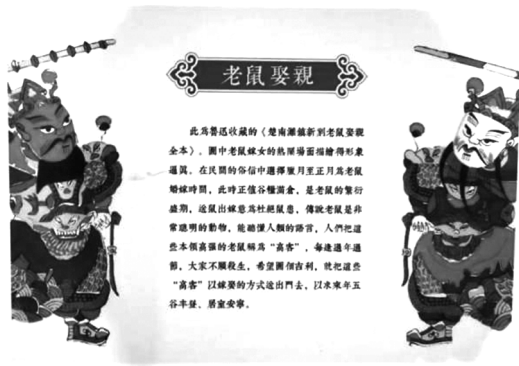 老鼠娶親
此爲魯迅收藏的《楚南灘鎮新刻老鼠娶親
全本》。圖中老鼠嫁女的熱鬧場面描繪得形象
逼真，在民間的俗信中選擇臘月至正月爲老鼠
婚嫁時間，此時正值谷糧滿倉，是老鼠的繁衍
盛期，送鼠出嫁意爲杜絕鼠患，傳說老鼠是非
常聰明的動物，能聽懂人類的語言，人們把這
些本領高強的老鼠稱爲“高客”，每逢過年過
節，大家不願殺生，希望圖個吉利，就把這些
“高客”以嫁娶的方式送出門去，以求來年五
谷丰登、居室安寧。